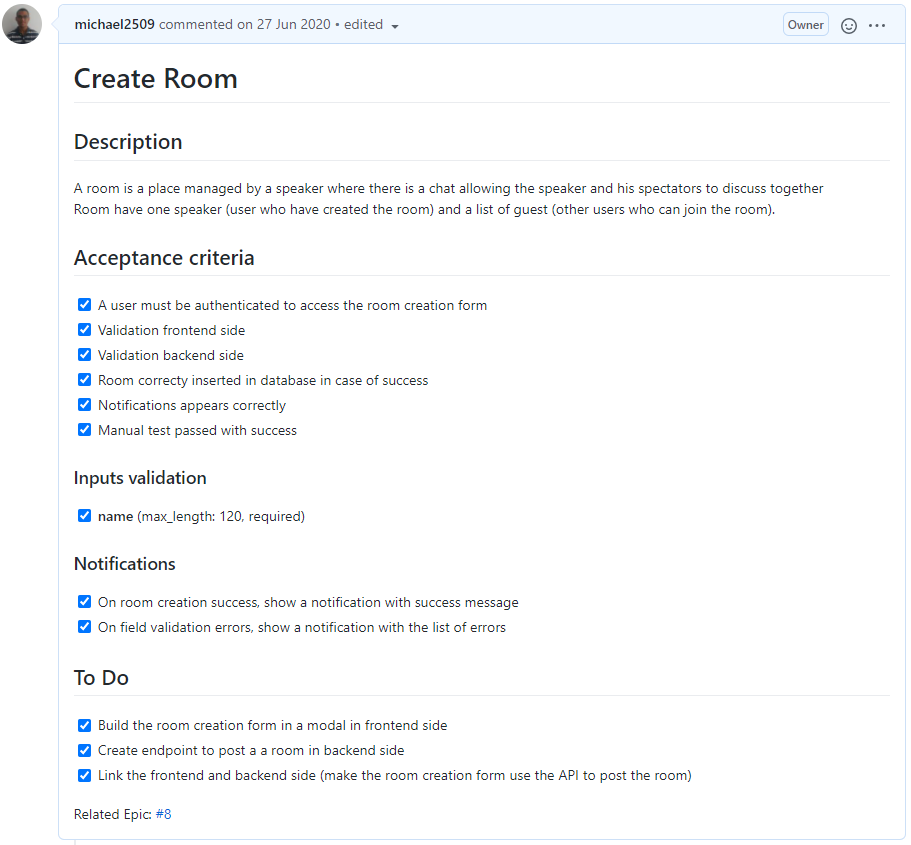 michael2509 commented on 27 Jun 2020 • edited
Owner
Create Room
Description
A room is a place managed by a speaker where there is a chat allowing the speaker and his spectators to discuss together
Room have one speaker (user who have created the room) and a list of guest (other users who can join the room).
Acceptance criteria
A user must be authenticated to access the room creation form
Validation frontend side
Validation backend side
Room correcty inserted in database in case of success
Notifications appears correctly
Manual test passed with success
Inputs validation
name (max_length: 120, required)
Notifications
On room creation success, show a notification with success message
On field validation errors, show a notification with the list of errors
To Do
Build the room creation form in a modal in frontend side
Create endpoint to post a a room in backend side
Link the frontend and backend side (make the room creation form use the API to post the room)
Related Epic: #8